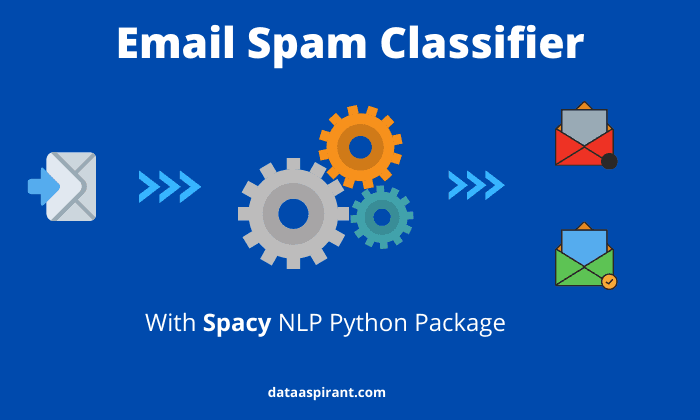 Email Spam Classifier
With Spacy NLP Python Package
dataaspirant.com